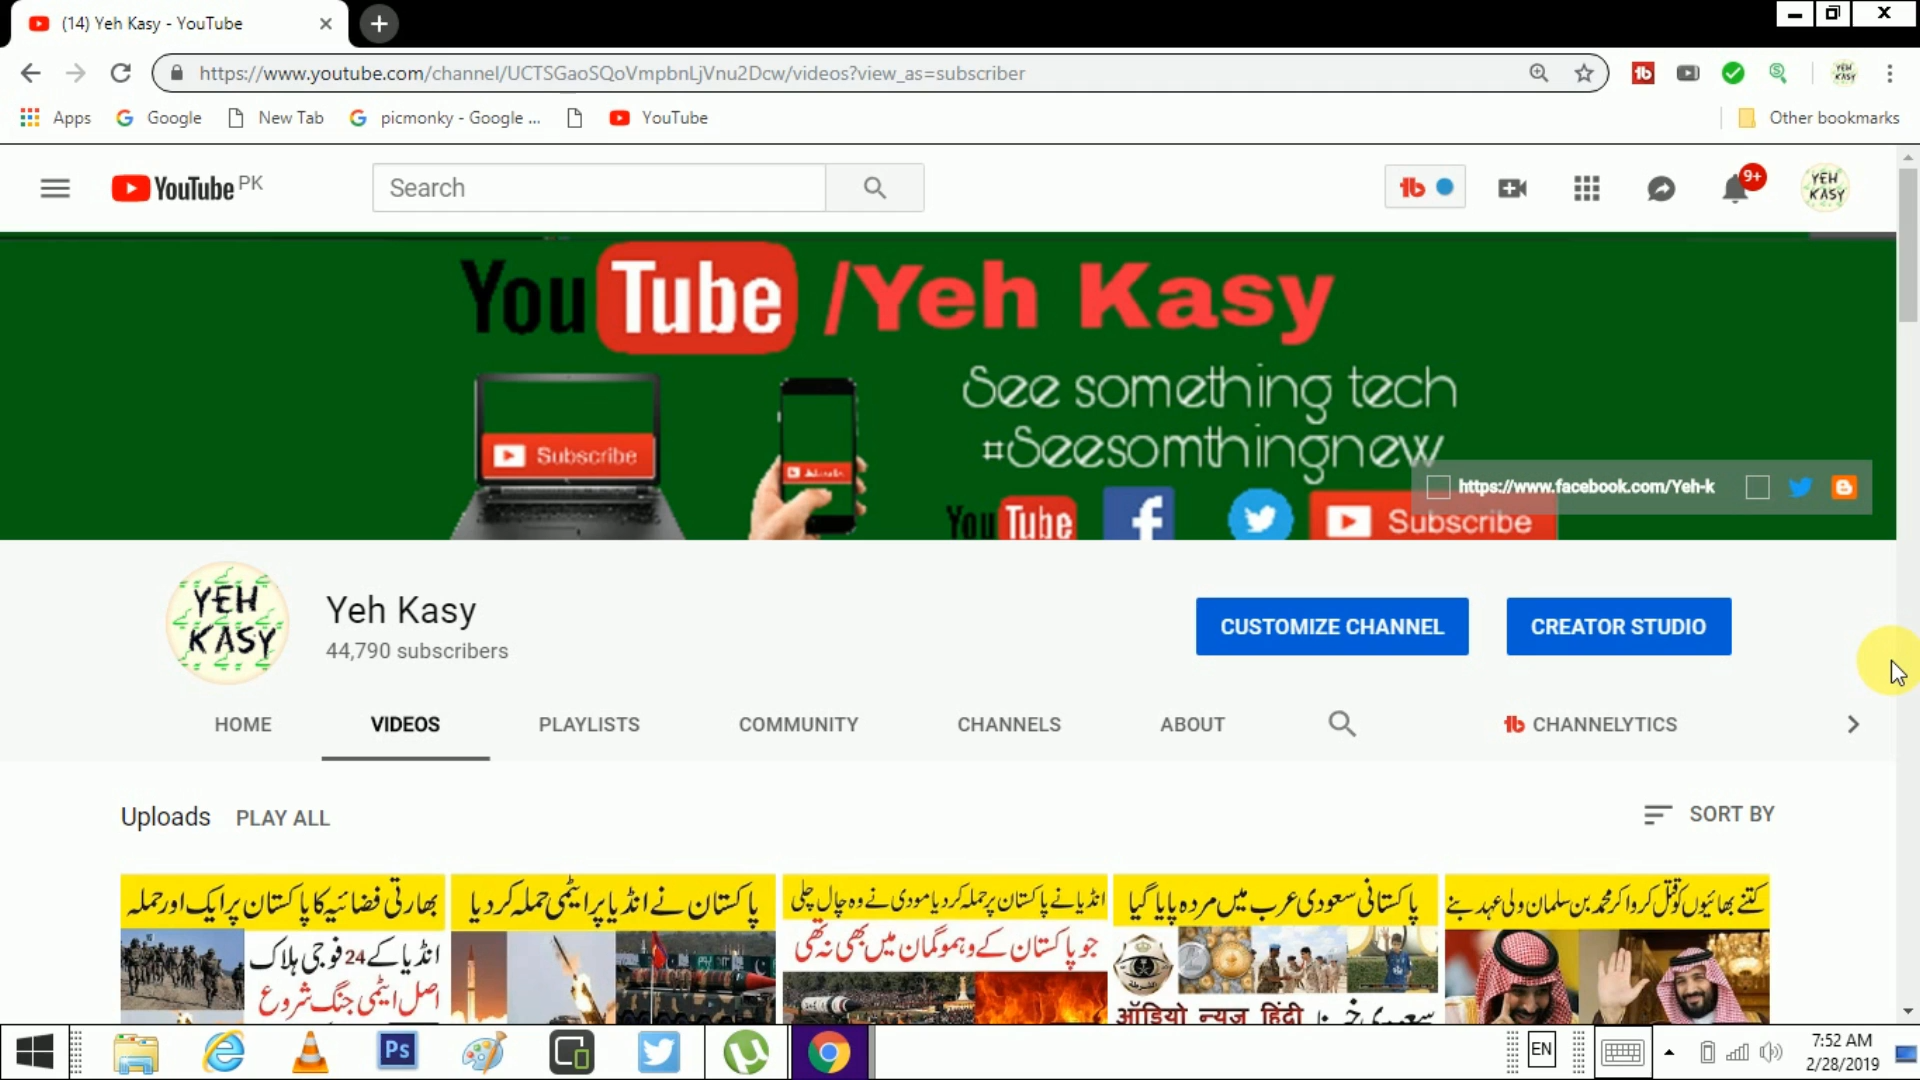 (14) Yeh Kasy - YouTube
https://www.youtube.com/channel/UCTSGaoSQoVmpbnLjVnu2Dcw/videos?view_as=subscriber
Apps Google New Tab picmonky - Google ... YouTube Other bookmarks
YouTube PK Search 9+ YEH KASY
YouTube /Yeh Kasy
See something tech
#Seesomthingnew
Subscribe
https://www.facebook.com/Yeh-k
YouTube Subscribe
YEH KASY
Yeh Kasy
44,790 subscribers
CUSTOMIZE CHANNEL CREATOR STUDIO
HOME VIDEOS PLAYLISTS COMMUNITY CHANNELS ABOUT CHANNELYTICS
Uploads PLAY ALL SORT BY
بھارتی فضائیہ کا پاکستان پر ایک اور حملہ
انڈیا کے 24 فوجی ہلاک
اصل ایٹمی جنگ شروع
پاکستان نے انڈیا پر ایٹمی حملہ کر دیا
انڈیا نے پاکستان پر حملہ کر دیا مودی نے وہ چال چلی
جو پاکستان کے وہم و گمان میں بھی نہ تھی
پاکستانی سعودی عرب میں مردہ پایا گیا
ऑडियो न्यूज़ हिंदी
کتنے بھائیوں کو قتل کروا کر محمد بن سلمان ولی عہد بنے
Ps
EN
7:52 AM
2/28/2019